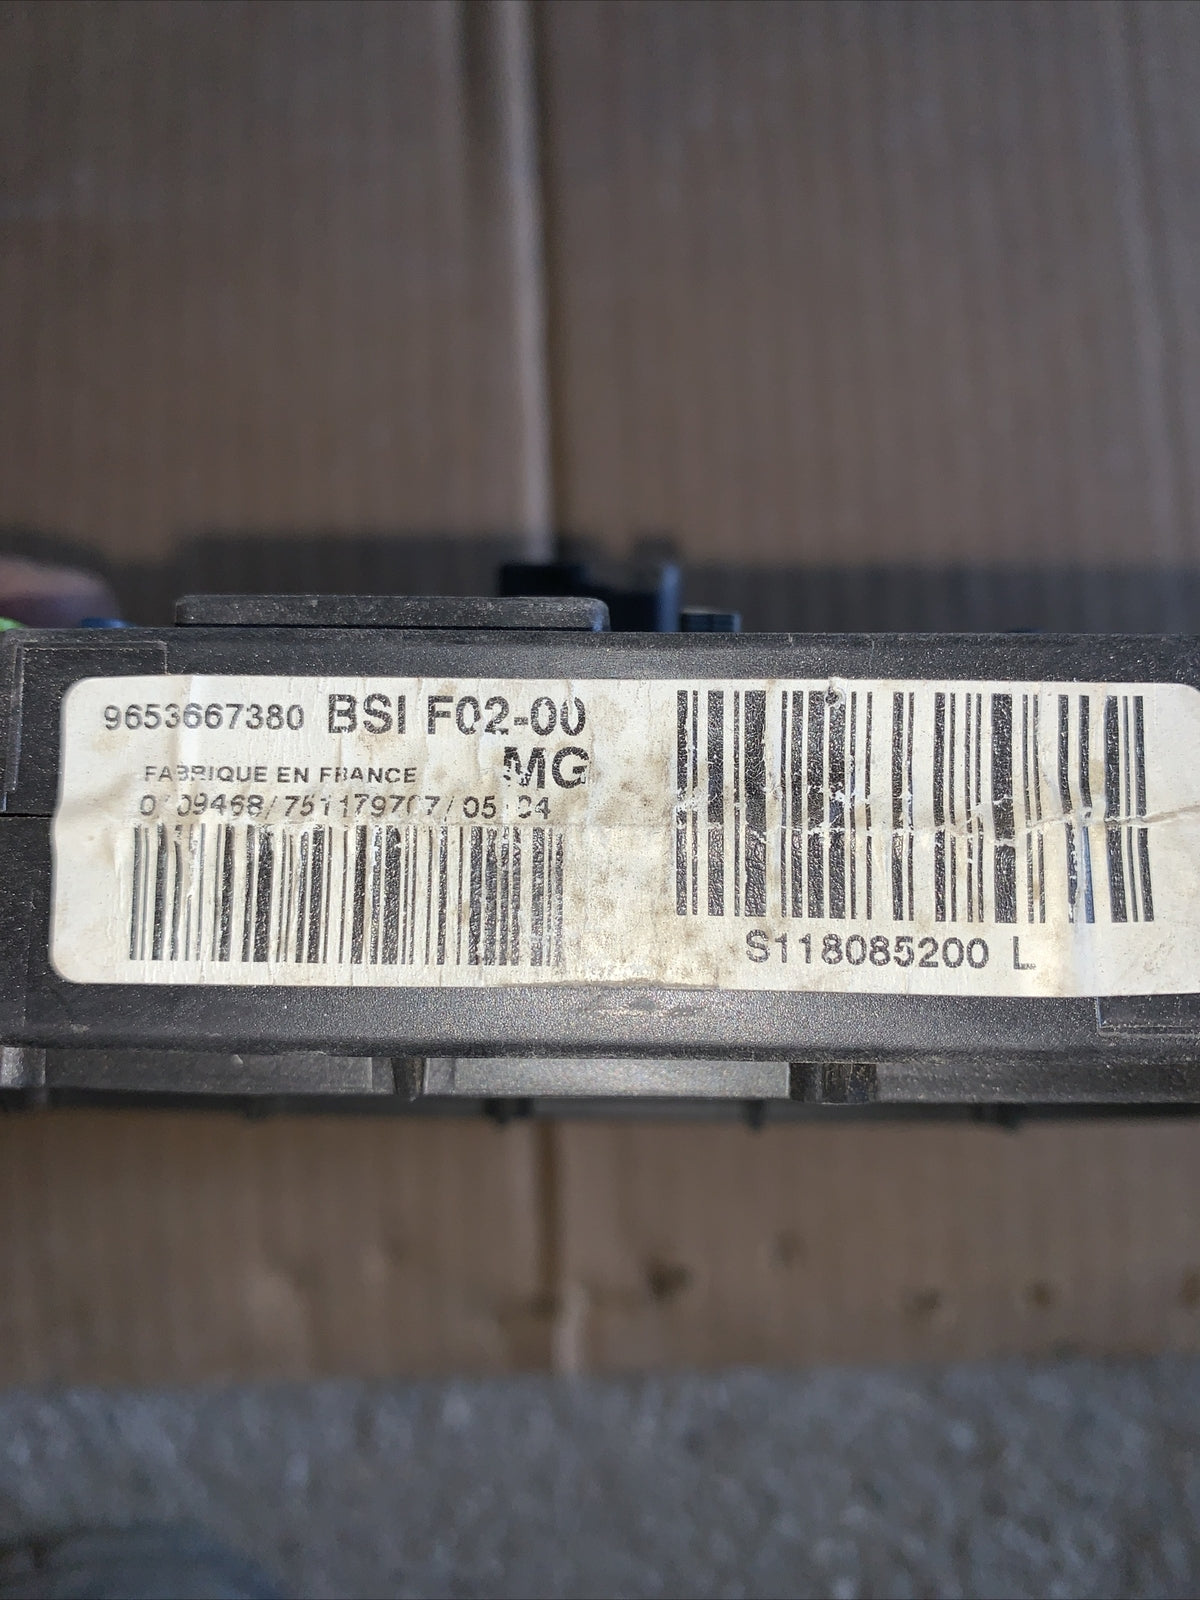 9653667380 BSI F02-00
MG
FABRIQUE EN FRANCE
S118085200 L